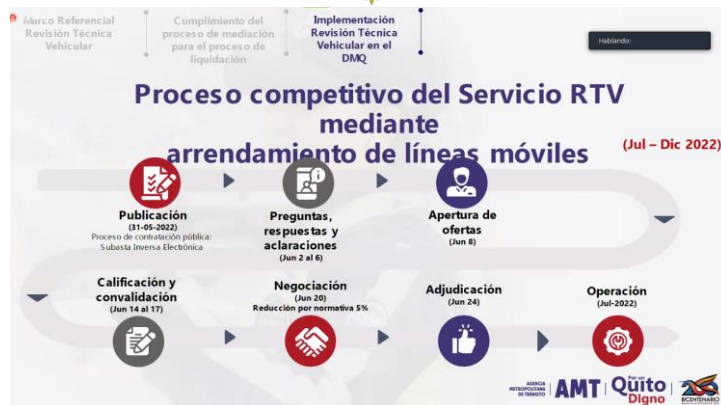 Marco Referencial
Revisión Técnica
Vehicular
Cumplimiento del
proceso de mediación
para el proceso de
liquidación
Implementación
Revisión Técnica
Vehicular en el
DMQ
Hablando:
Proceso competitivo del Servicio RTV
mediante
arrendamiento de líneas móviles
(Jul – Dic 2022)
Publicación
(31-05-2022)
Proceso de contratación pública:
Subasta Inversa Electrónica
Preguntas,
respuestas y
aclaraciones
(Jun 2 al 6)
Apertura de
ofertas
(Jun 8)
Calificación y
convalidación
(Jun 14 al 17)
Negociación
(Jun 20)
Reducción por normativa 5%
Adjudicación
(Jun 24)
Operación
(Jul-2022)
AGENCIA
METROPOLITANA
DE TRÁNSITO
AMT
Por un
Quito
Digno
BICENTENARIO